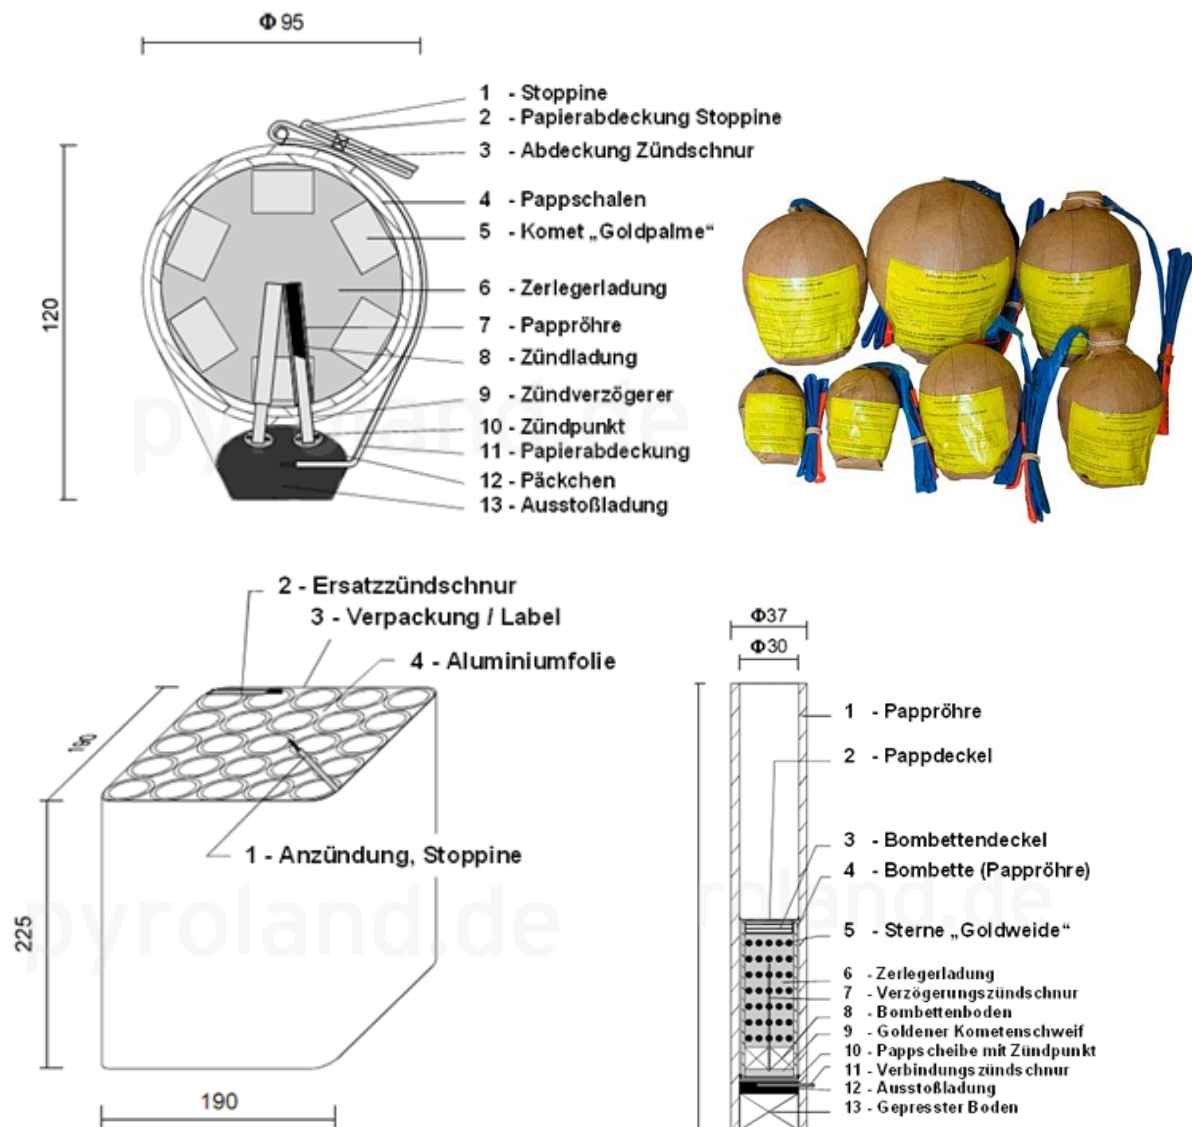 Φ 95
120
1 - Stoppine
2 - Papierabdeckung Stoppine
3 - Abdeckung Zündschnur
4 - Pappschalen
5 - Komet „Goldpalme“
6 - Zerlegerladung
7 - Pappröhre
8 - Zündladung
9 - Zündverzögerer
10 - Zündpunkt
11 - Papierabdeckung
12 - Päckchen
13 - Ausstoßladung
pyroland.de
2 - Ersatzzündschnur
3 - Verpackung / Label
4 - Aluminiumfolie
190
1 - Anzündung, Stoppine
225
190
pyroland.de
Φ37
Φ30
1 - Pappröhre
2 - Pappdeckel
3 - Bombettendeckel
4 - Bombette (Pappröhre)
5 - Sterne „Goldweide“
6 - Zerlegerladung
7 - Verzögerungszündschnur
8 - Bombettenboden
9 - Goldener Kometenschweif
10 - Pappscheibe mit Zündpunkt
11 - Verbindungszündschnur
12 - Ausstoßladung
13 - Gepresster Boden
roland.de